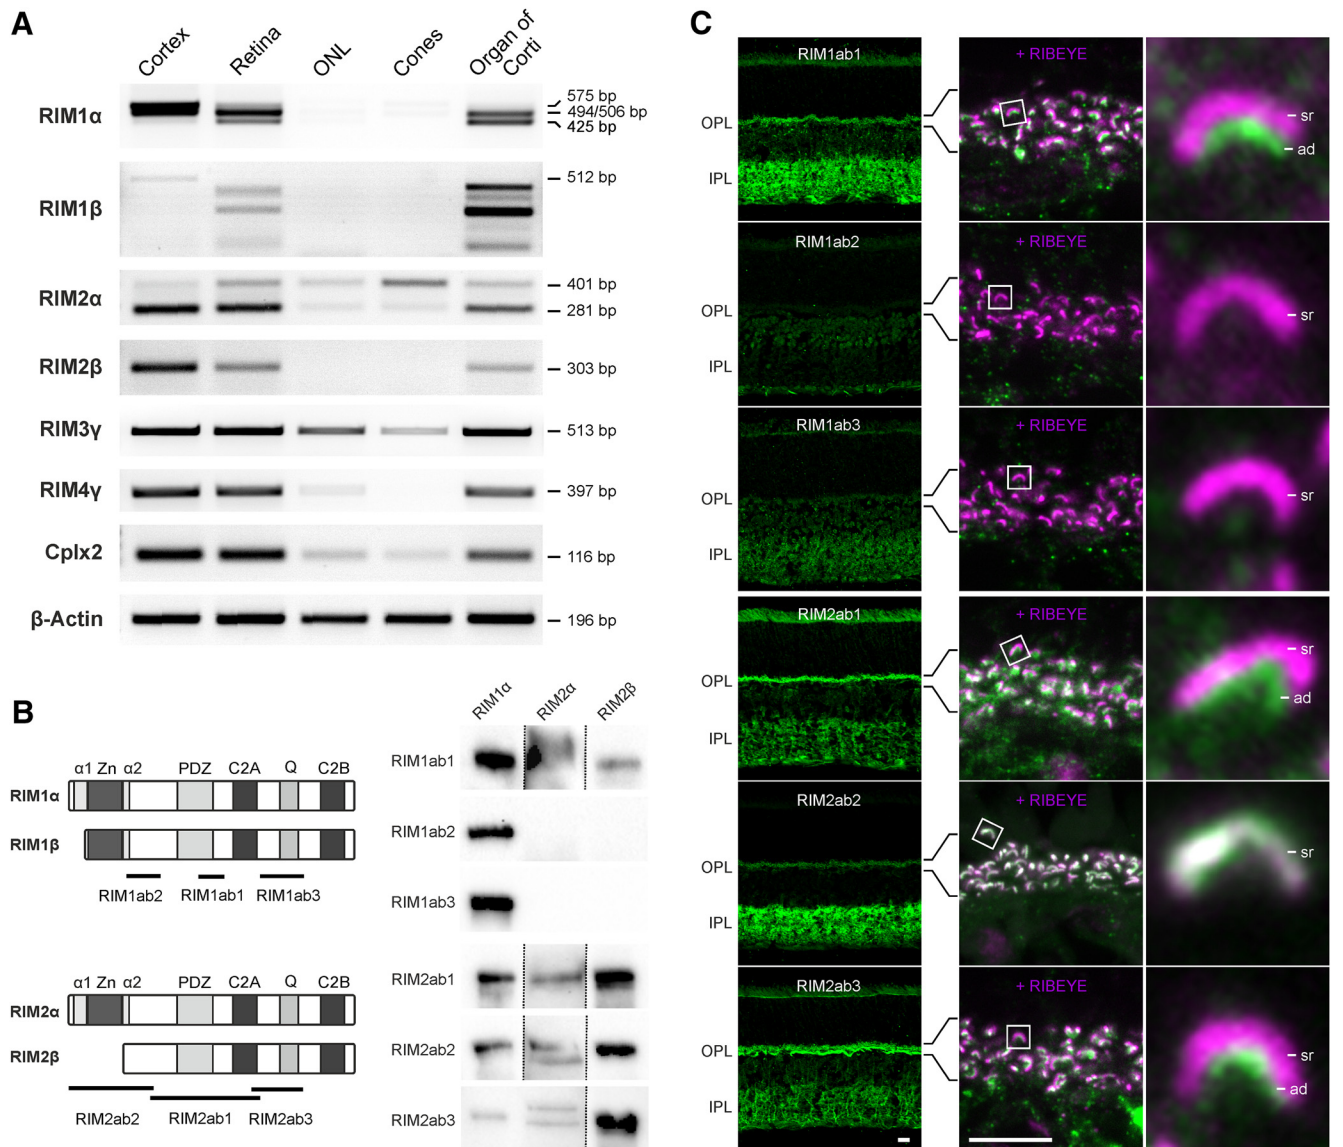 A
Cortex
Retina
ONL
Cones
Organ of
Corti
RIM1α
575 bp
494/506 bp
425 bp
RIM1β
512 bp
RIM2α
401 bp
281 bp
RIM2β
303 bp
RIM3γ
513 bp
RIM4γ
397 bp
Cplx2
116 bp
β-Actin
196 bp
B
α1 Zn α2 PDZ C2A Q C2B
RIM1α
RIM1β
RIM1ab2 RIM1ab1 RIM1ab3
α1 Zn α2 PDZ C2A Q C2B
RIM2α
RIM2β
RIM2ab2 RIM2ab1 RIM2ab3
RIM1α
RIM2α
RIM2β
RIM1ab1
RIM1ab2
RIM1ab3
RIM2ab1
RIM2ab2
RIM2ab3
C
RIM1ab1
+ RIBEYE
OPL
IPL
sr
ad
RIM1ab2
+ RIBEYE
OPL
IPL
sr
RIM1ab3
+ RIBEYE
OPL
IPL
sr
RIM2ab1
+ RIBEYE
OPL
IPL
sr
ad
RIM2ab2
+ RIBEYE
OPL
IPL
sr
RIM2ab3
+ RIBEYE
OPL
IPL
sr
ad